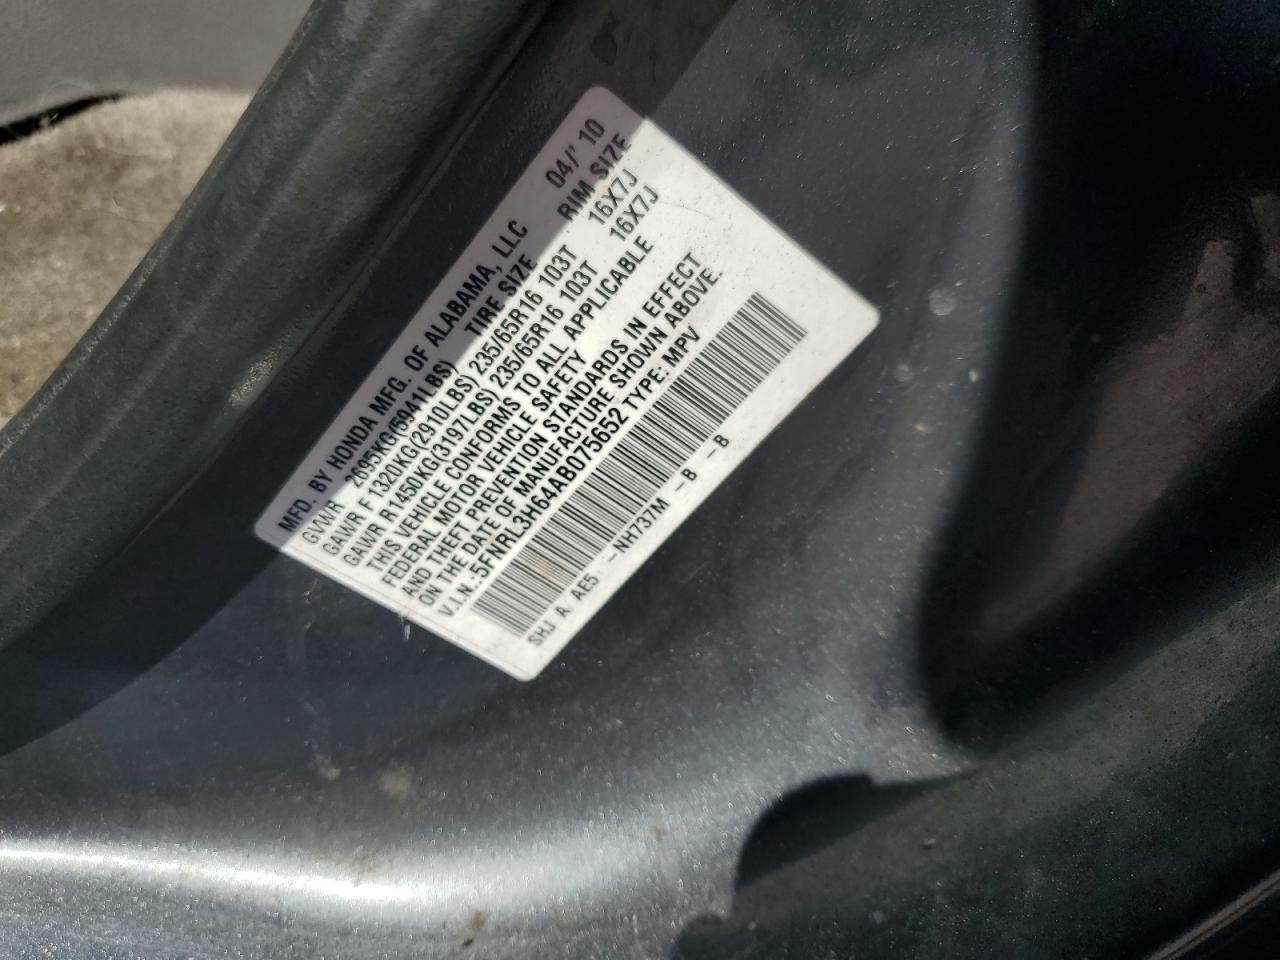 MFD. BY HONDA MFG. OF ALABAMA, LLC 04/' 10
GVWR 2695KG(5941LBS) TIRE SIZE RIM SIZE
GAWR F 1320KG(2910LBS) 235/65R16 103T 16X7J
GAWR R1450KG(3197LBS) 235/65R16 103T 16X7J
THIS VEHICLE CONFORMS TO ALL APPLICABLE
FEDERAL MOTOR VEHICLE SAFETY
AND THEFT PREVENTION STANDARDS IN EFFECT
ON THE DATE OF MANUFACTURE SHOWN ABOVE.
V.I.N.:5FNRL3H64AB075652 TYPE: MPV
SHJ A AE5 -NH737M -B -B